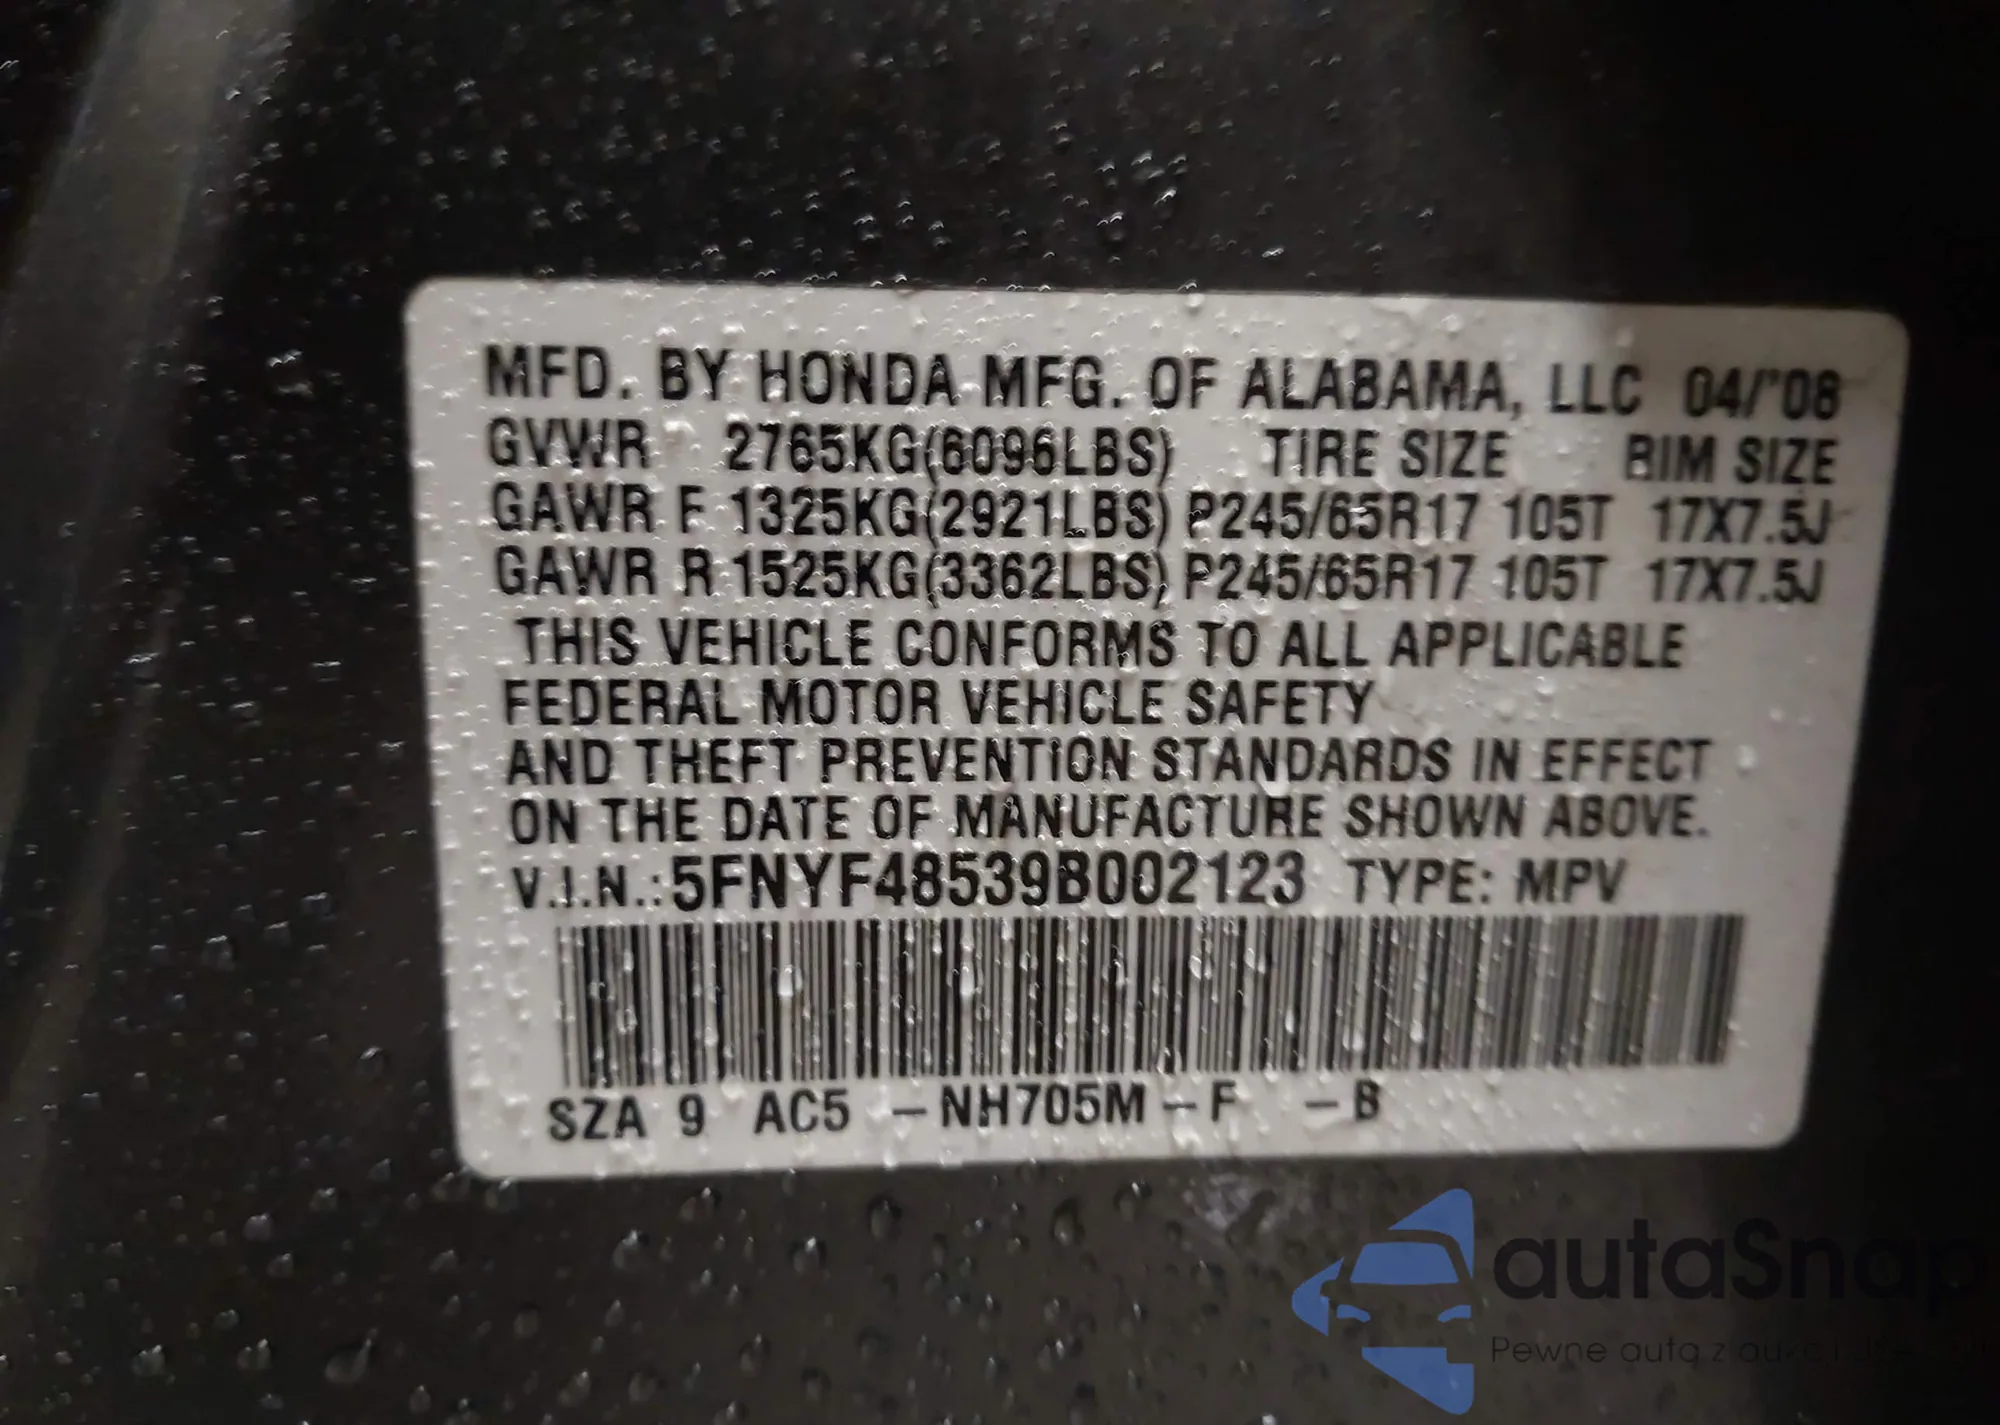 MFD. BY HONDA MFG. OF ALABAMA, LLC 04/'08
GVWR 2765KG(6096LBS) TIRE SIZE RIM SIZE
GAWR F 1325KG(2921LBS) P245/65R17 105T 17X7.5J
GAWR R 1525KG(3362LBS) P245/65R17 105T 17X7.5J
THIS VEHICLE CONFORMS TO ALL APPLICABLE
FEDERAL MOTOR VEHICLE SAFETY
AND THEFT PREVENTION STANDARDS IN EFFECT
ON THE DATE OF MANUFACTURE SHOWN ABOVE.
V.I.N.: 5FNYF48539B002123 TYPE: MPV
SZA 9 AC5 -NH705M-F -B
autaSnap
Pewne auta z